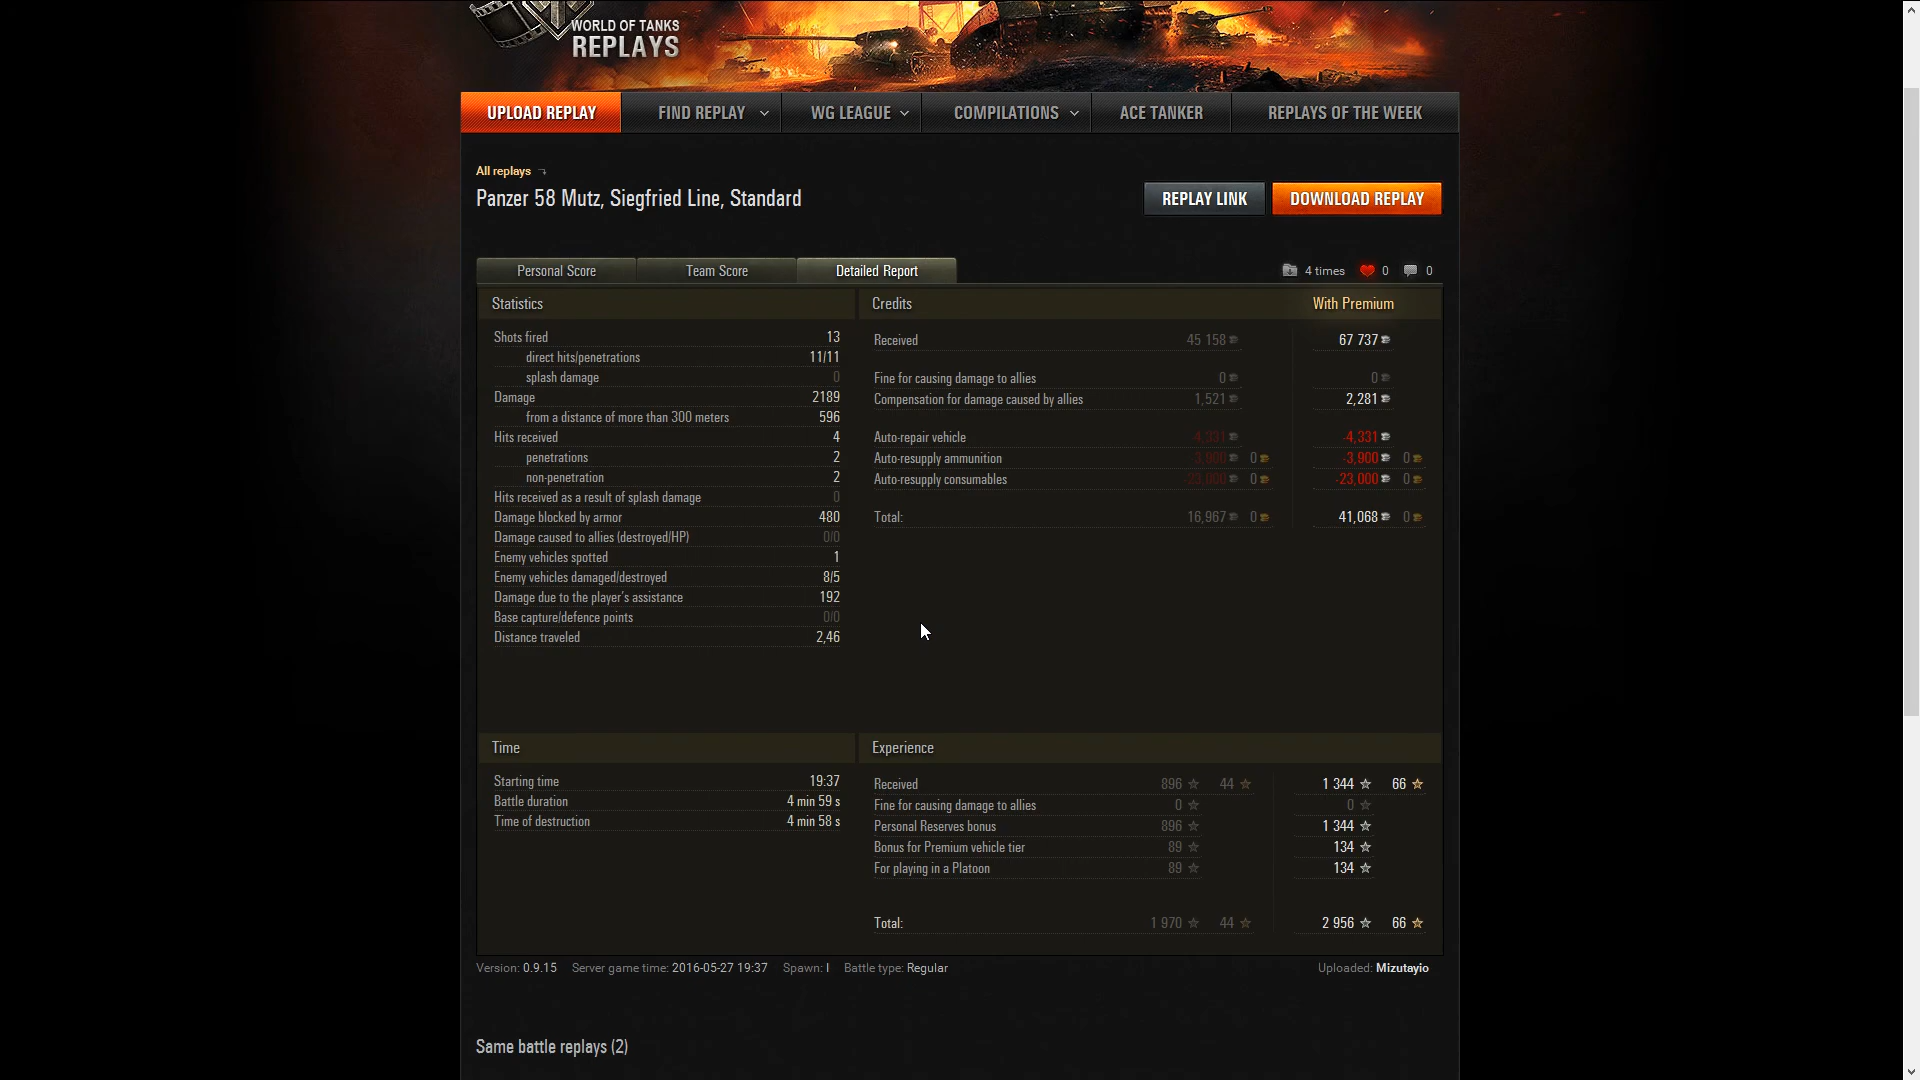 WORLD OF TANKS
REPLAYS
UPLOAD REPLAY FIND REPLAY WG LEAGUE COMPILATIONS ACE TANKER REPLAYS OF THE WEEK
All replays
Panzer 58 Mutz, Siegfried Line, Standard
REPLAY LINK DOWNLOAD REPLAY
Personal Score Team Score Detailed Report 4 times 0 0
Statistics
Shots fired 13
direct hits/penetrations 11/11
splash damage 0
Damage 2189
from a distance of more than 300 meters 596
Hits received 4
penetrations 2
non-penetration 2
Hits received as a result of splash damage 0
Damage blocked by armor 480
Damage caused to allies (destroyed/HP) 0/0
Enemy vehicles spotted 1
Enemy vehicles damaged/destroyed 8/5
Damage due to the player's assistance 192
Base capture/defence points 0/0
Distance traveled 2,46
Credits With Premium
Received 45 158 67 737
Fine for causing damage to allies 0 0
Compensation for damage caused by allies 1,521 2,281
Auto-repair vehicle -4,331 -4,331
Auto-resupply ammunition -3,900 0 -3,900 0
Auto-resupply consumables -23,000 0 -23,000 0
Total: 16,967 0 41,068 0
Time
Starting time 19:37
Battle duration 4 min 59 s
Time of destruction 4 min 58 s
Experience
Received 896 44 1 344 66
Fine for causing damage to allies 0 0
Personal Reserves bonus 896 1 344
Bonus for Premium vehicle tier 89 134
For playing in a Platoon 89 134
Total: 1 970 44 2 956 66
Version: 0.9.15 Server game time: 2016-05-27 19:37 Spawn: I Battle type: Regular Uploaded: Mizutayio
Same battle replays (2)